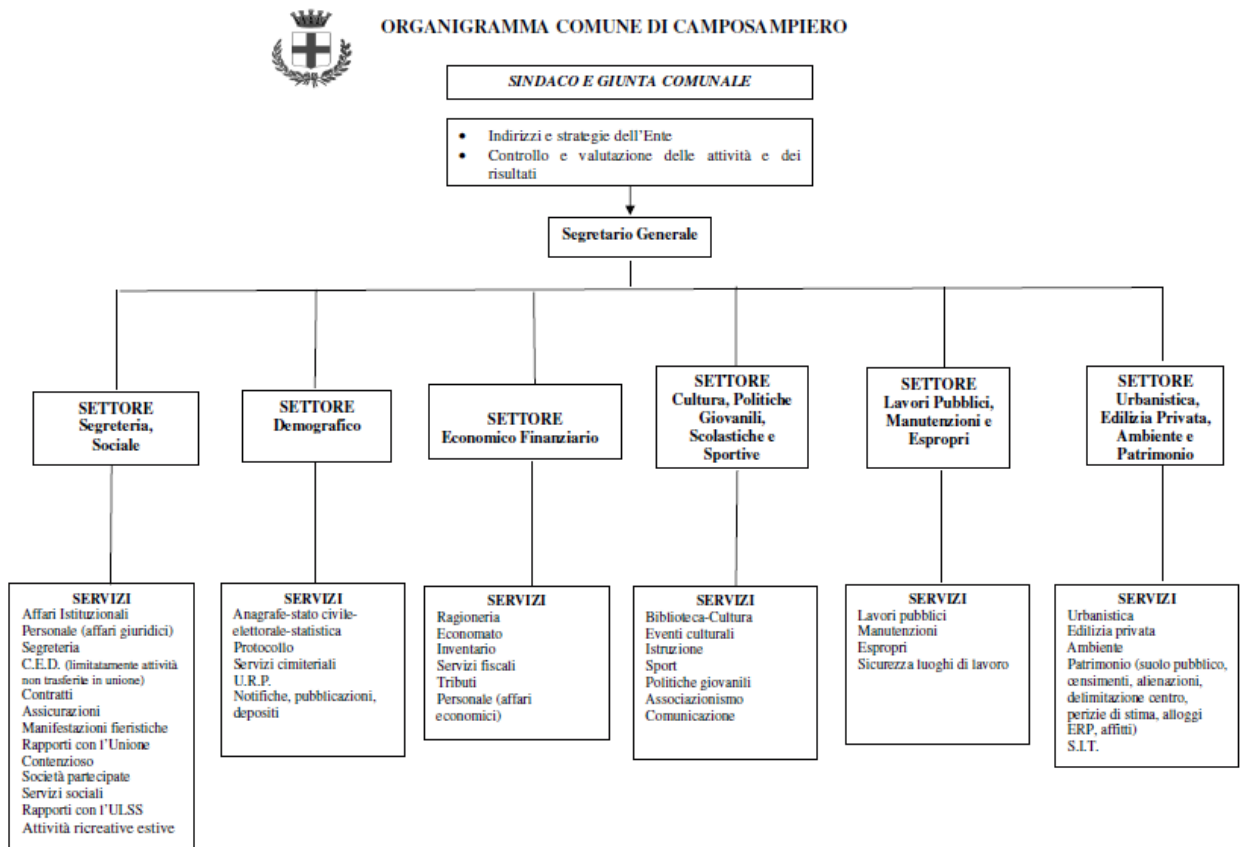 ORGANIGRAMMA COMUNE DI CAMPOSAMPIERO
SINDACO E GIUNTA COMUNALE
• Indirizzi e strategie dell'Ente
• Controllo e valutazione delle attività e dei
risultati
Segretario Generale
SETTORE
Segreteria,
Sociale
SETTORE
Demografico
SETTORE
Economico Finanziario
SETTORE
Cultura, Politiche
Giovanili,
Scolastiche e
Sportive
SETTORE
Lavori Pubblici,
Manutenzioni e
Espropri
SETTORE
Urbanistica,
Edilizia Privata,
Ambiente e
Patrimonio
SERVIZI
Affari Istituzionali
Personale (affari giuridici)
Segreteria
C.E.D. (limitatamente attività
non trasferite in unione)
Contratti
Assicurazioni
Manifestazioni fieristiche
Rapporti con l'Unione
Contenzioso
Società partecipate
Servizi sociali
Rapporti con l'ULSS
Attività ricreative estive
SERVIZI
Anagrafe-stato civile-
elettorale-statistica
Protocollo
Servizi cimiteriali
U.R.P.
Notifiche, pubblicazioni,
depositi
SERVIZI
Ragioneria
Economato
Inventario
Servizi fiscali
Tributi
Personale (affari
economici)
SERVIZI
Biblioteca-Cultura
Eventi culturali
Istruzione
Sport
Politiche giovanili
Associazionismo
Comunicazione
SERVIZI
Lavori pubblici
Manutenzioni
Espropri
Sicurezza luoghi di lavoro
SERVIZI
Urbanistica
Edilizia privata
Ambiente
Patrimonio (suolo pubblico,
censimenti, alienazioni,
delimitazione centro,
perizie di stima, alloggi
ERP, affitti)
S.I.T.